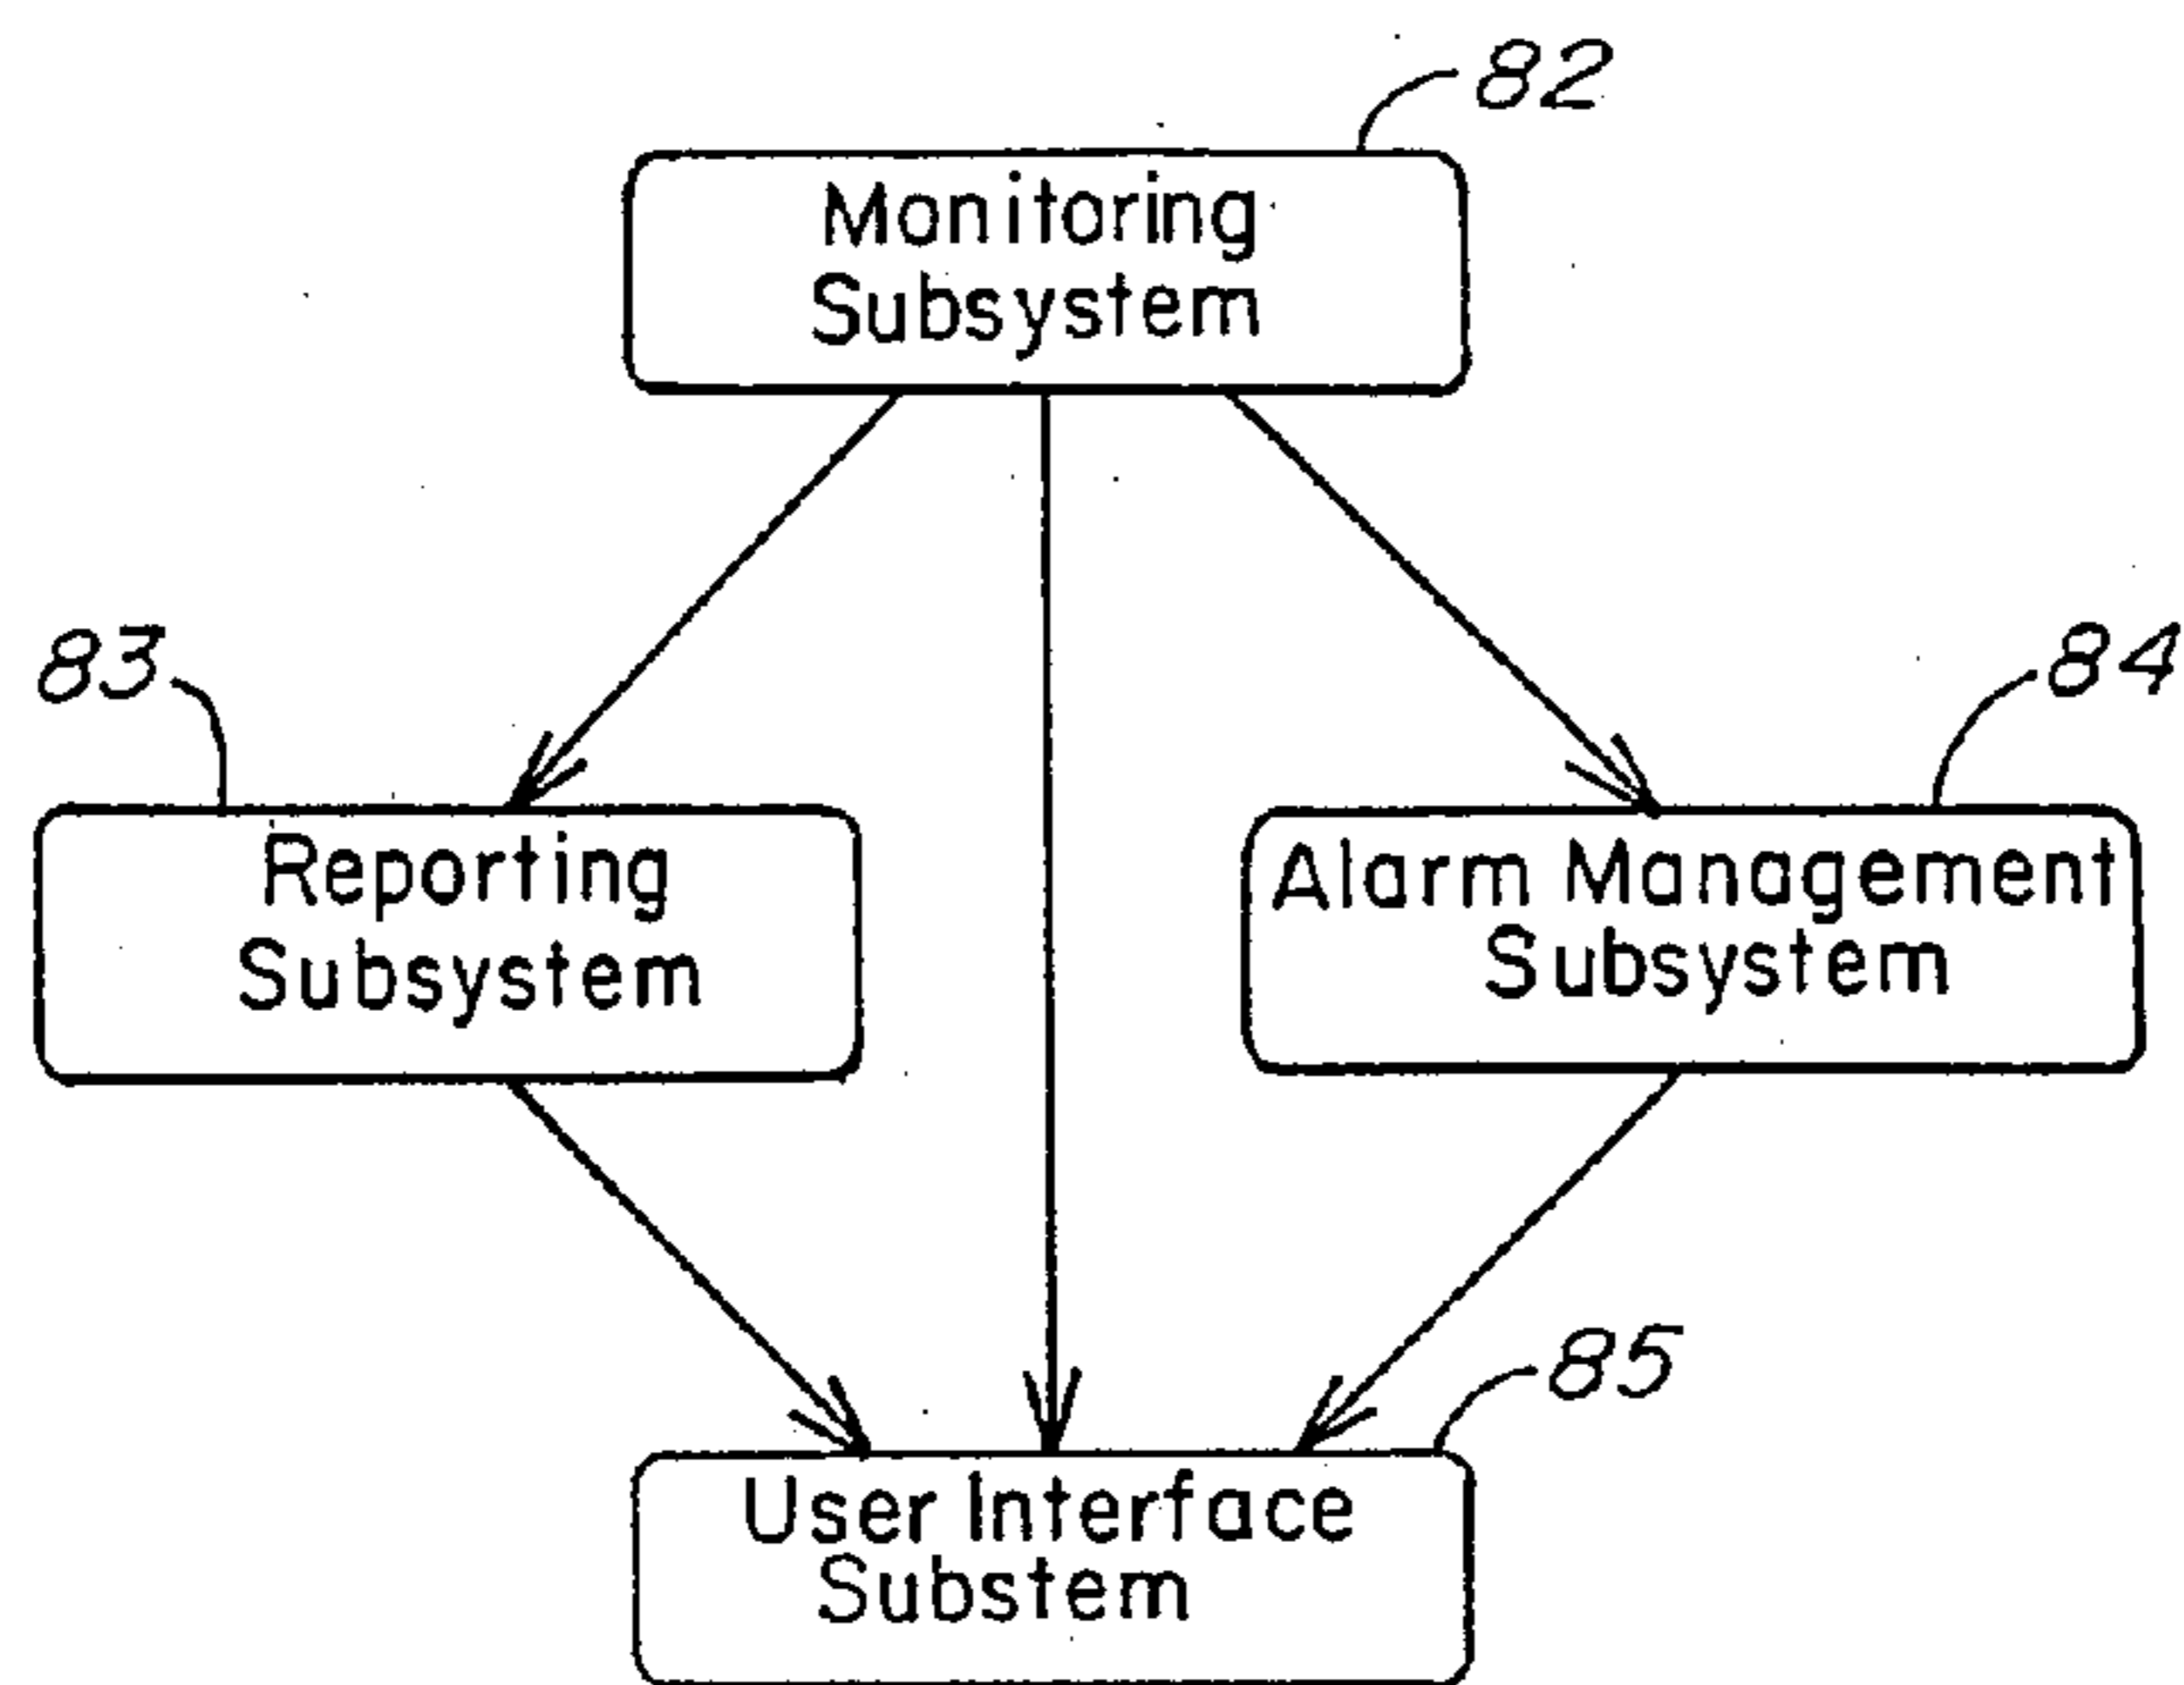 82
Monitoring
Subsystem
83
84
Reporting
Subsystem
Alarm Management
Subsystem
85
User Interface
Substem